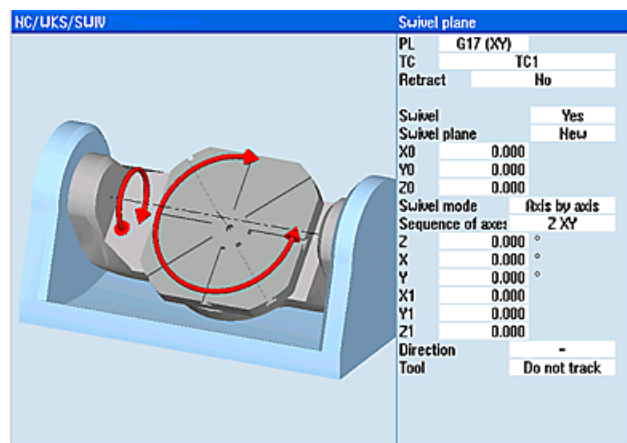 NC/WKS/SWIV
Swivel plane
PL G17 (XY)
TC TC1
Retract No
Swivel Yes
Swivel plane New
X0 0.000
Y0 0.000
Z0 0.000
Swivel mode Axis by axis
Sequence of axes Z XY
Z 0.000 °
X 0.000 °
Y 0.000 °
X1 0.000
Y1 0.000
Z1 0.000
Direction -
Tool Do not track